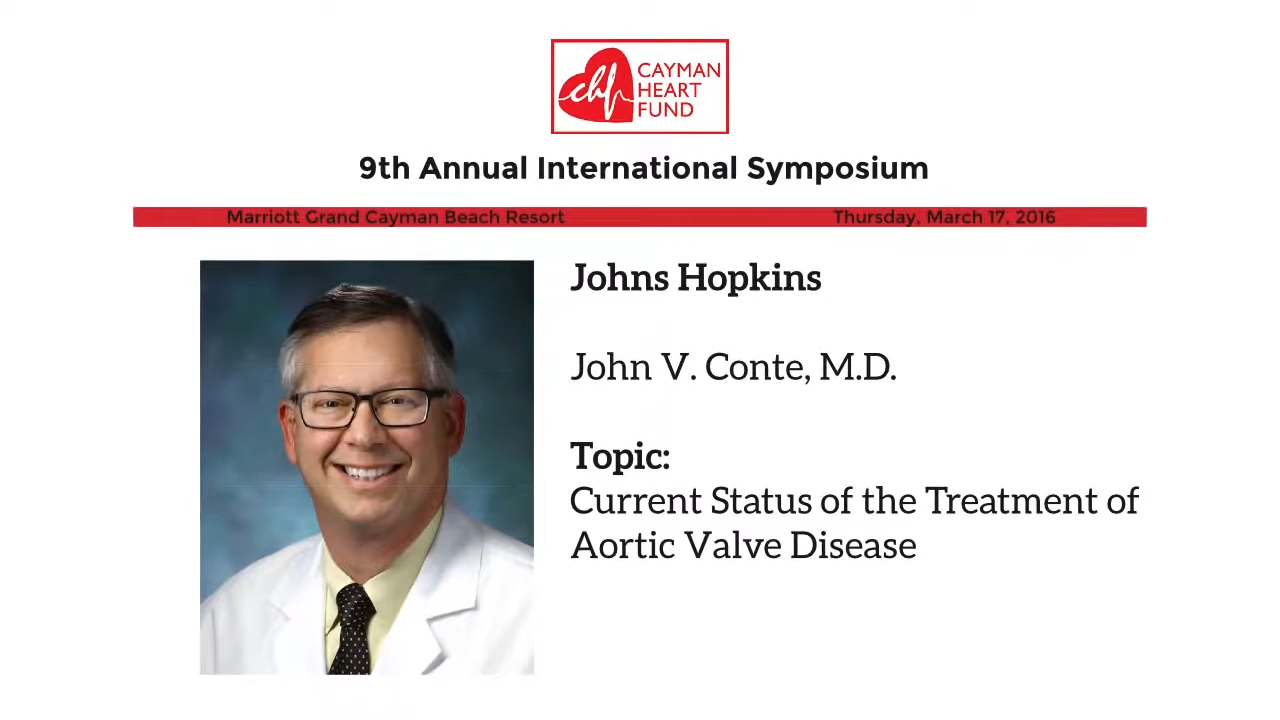 chf
CAYMAN
HEART
FUND
9th Annual International Symposium
Marriott Grand Cayman Beach Resort
Thursday, March 17, 2016
Johns Hopkins
John V. Conte, M.D.
Topic:
Current Status of the Treatment of
Aortic Valve Disease